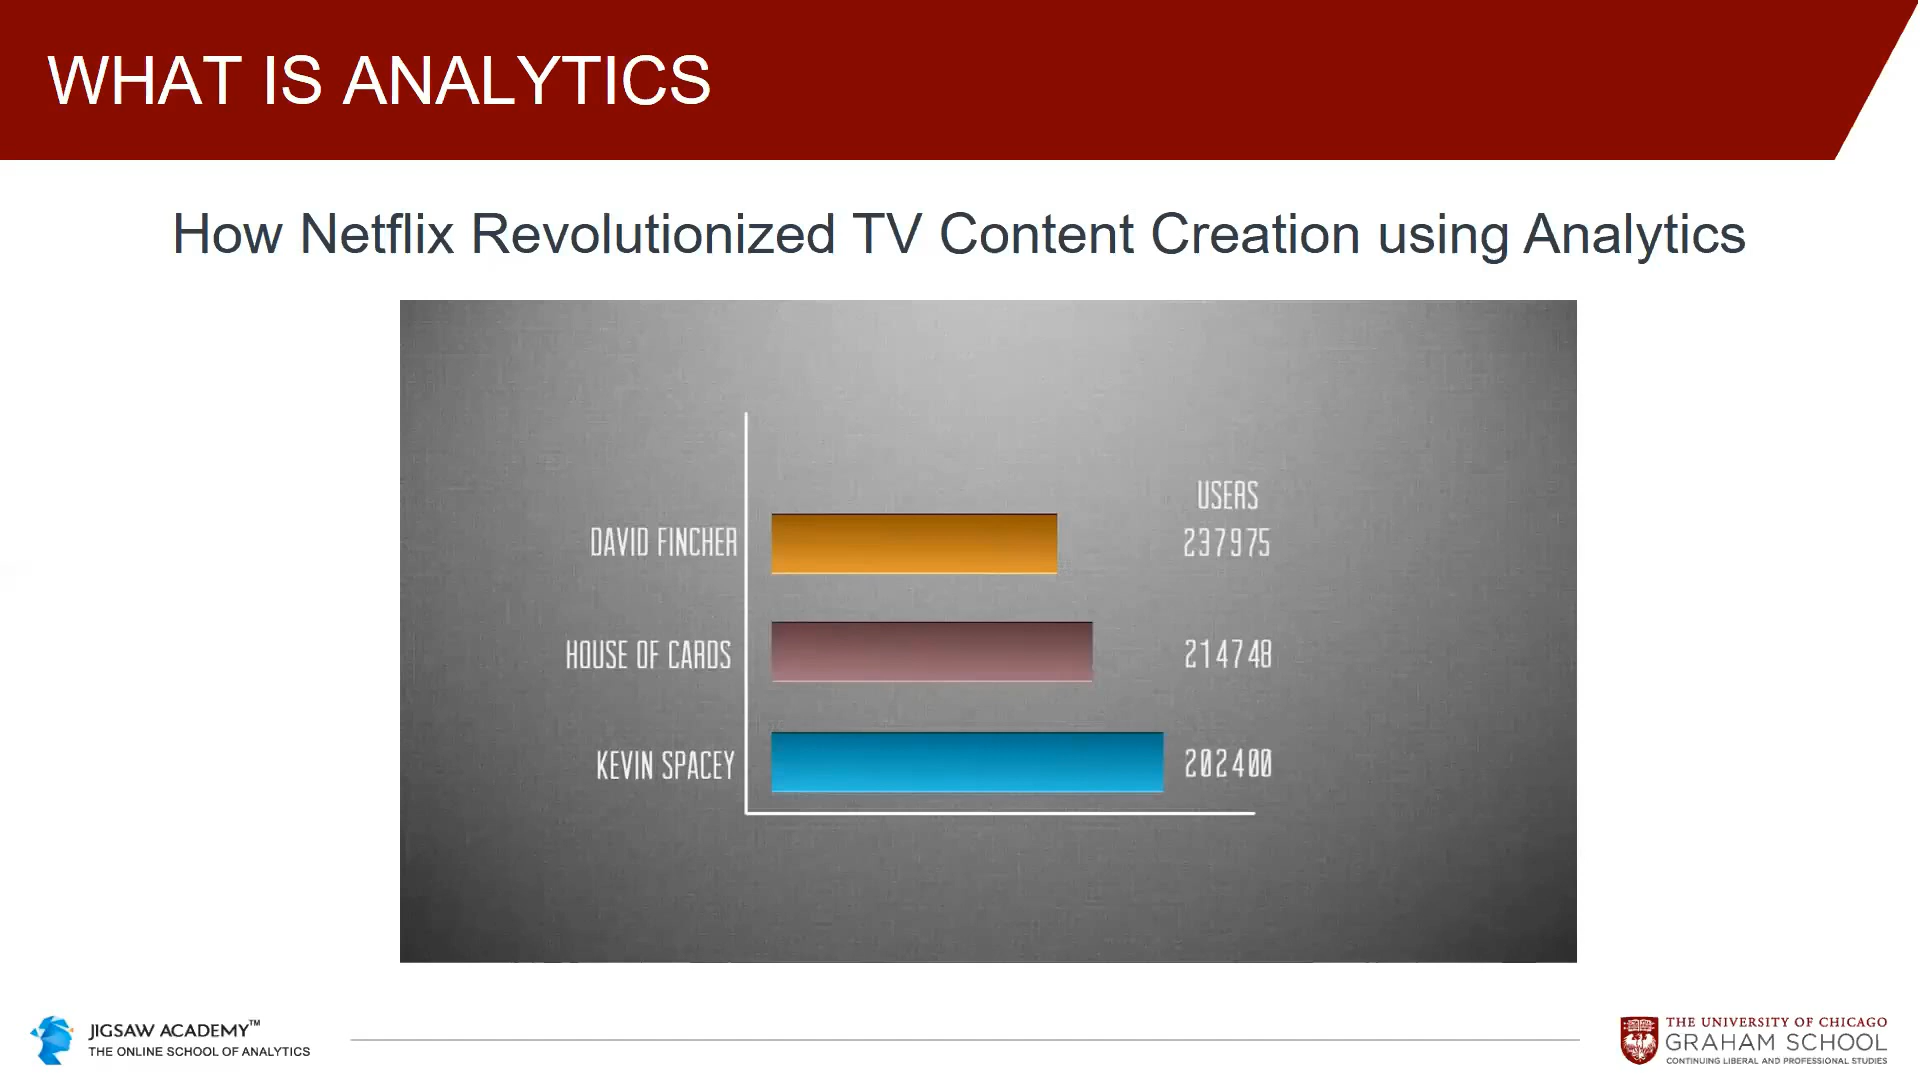 WHAT IS ANALYTICS
How Netflix Revolutionized TV Content Creation using Analytics
USERS
DAVID FINCHER 237975
HOUSE OF CARDS 214748
KEVIN SPACEY 202400
JIGSAW ACADEMY™
THE ONLINE SCHOOL OF ANALYTICS
THE UNIVERSITY OF CHICAGO
GRAHAM SCHOOL
CONTINUING LIBERAL AND PROFESSIONAL STUDIES